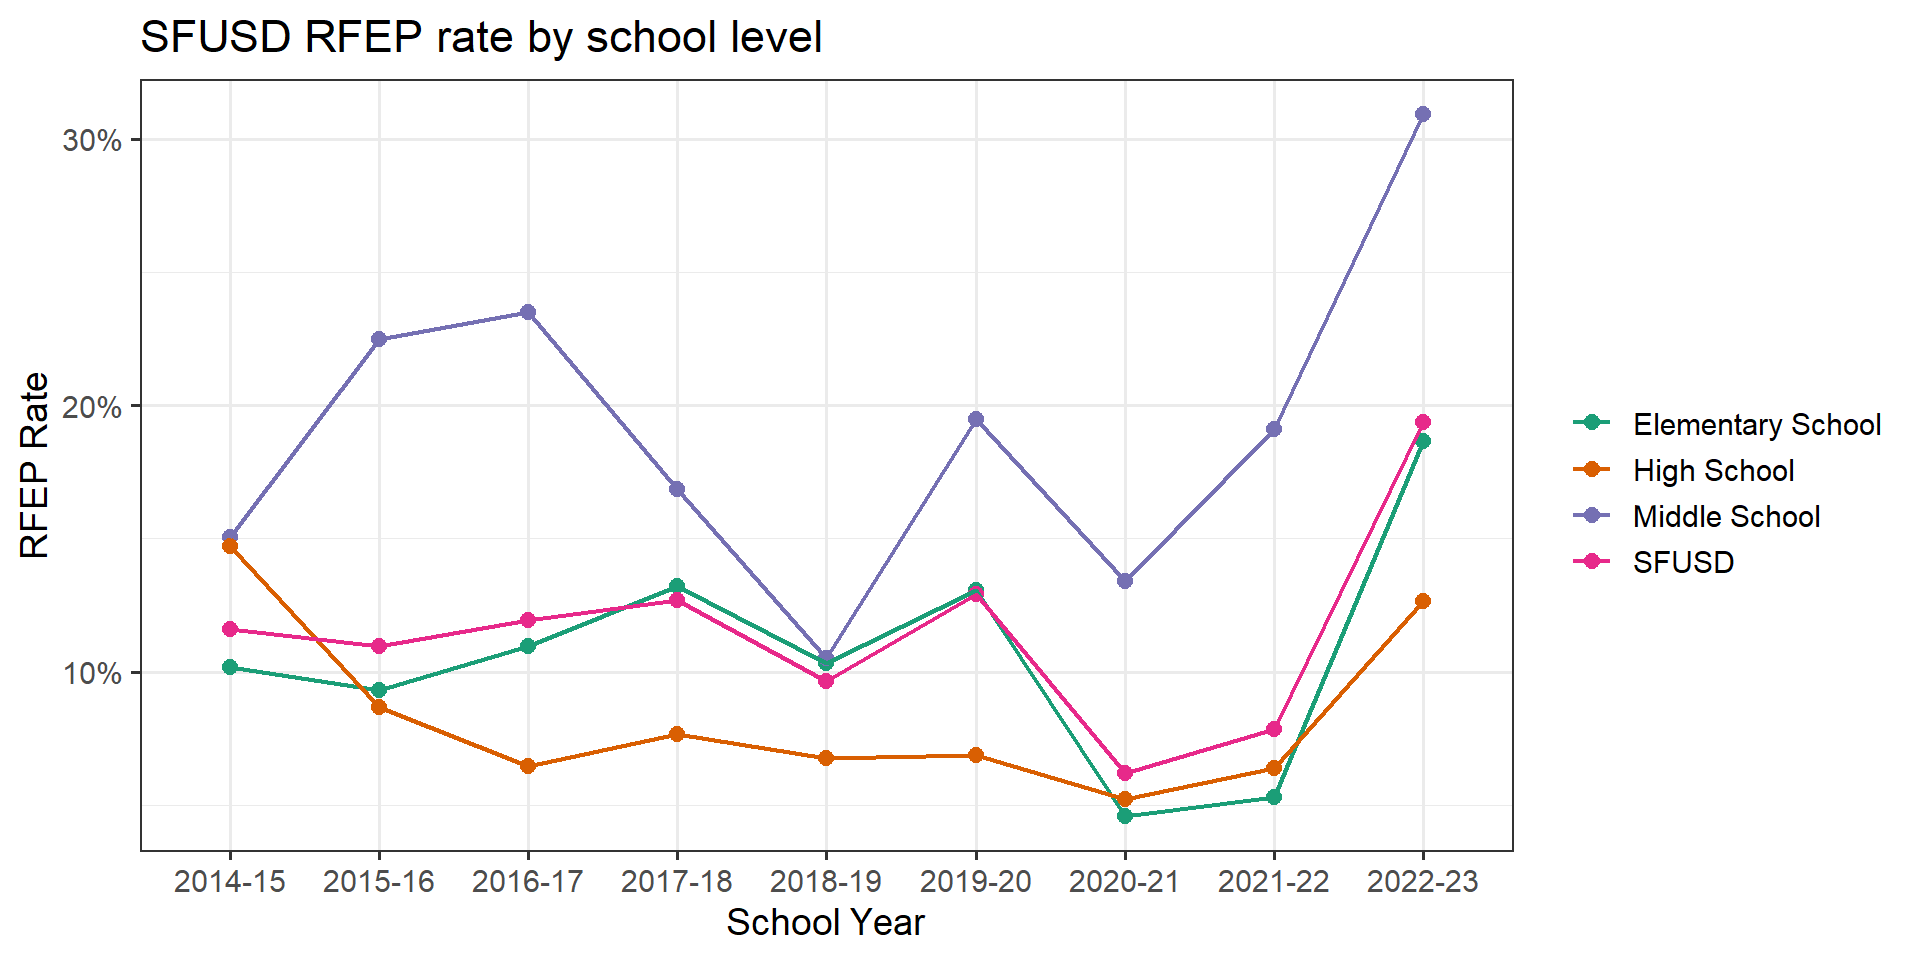 SFUSD RFEP rate by school level
RFEP Rate
30%
20%
10%
2014-15 2015-16 2016-17 2017-18 2018-19 2019-20 2020-21 2021-22 2022-23
School Year
Elementary School
High School
Middle School
SFUSD